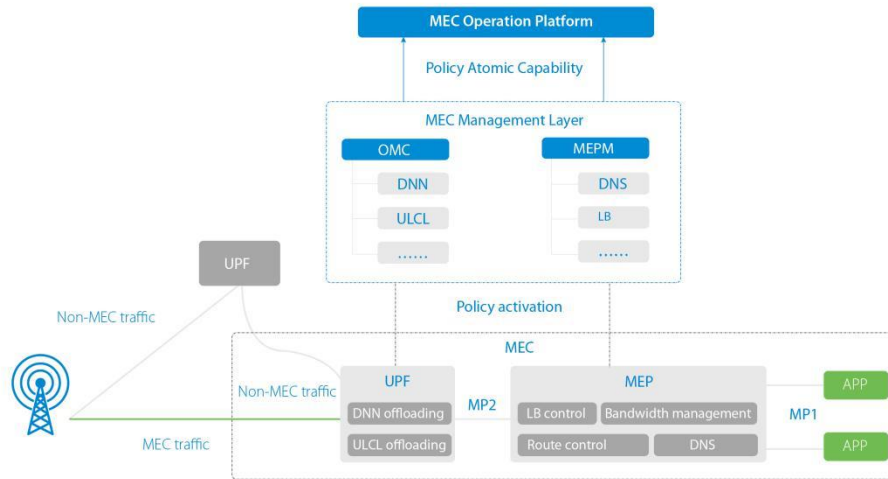 MEC Operation Platform
Policy Atomic Capability
MEC Management Layer
OMC
MEPM
DNN
DNS
ULCL
LB
......
......
UPF
Policy activation
Non-MEC traffic
MEC
UPF
MEP
APP
Non-MEC traffic
MP2
MP1
DNN offloading
LB control
Bandwidth management
MEC traffic
ULCL offloading
Route control
DNS
APP